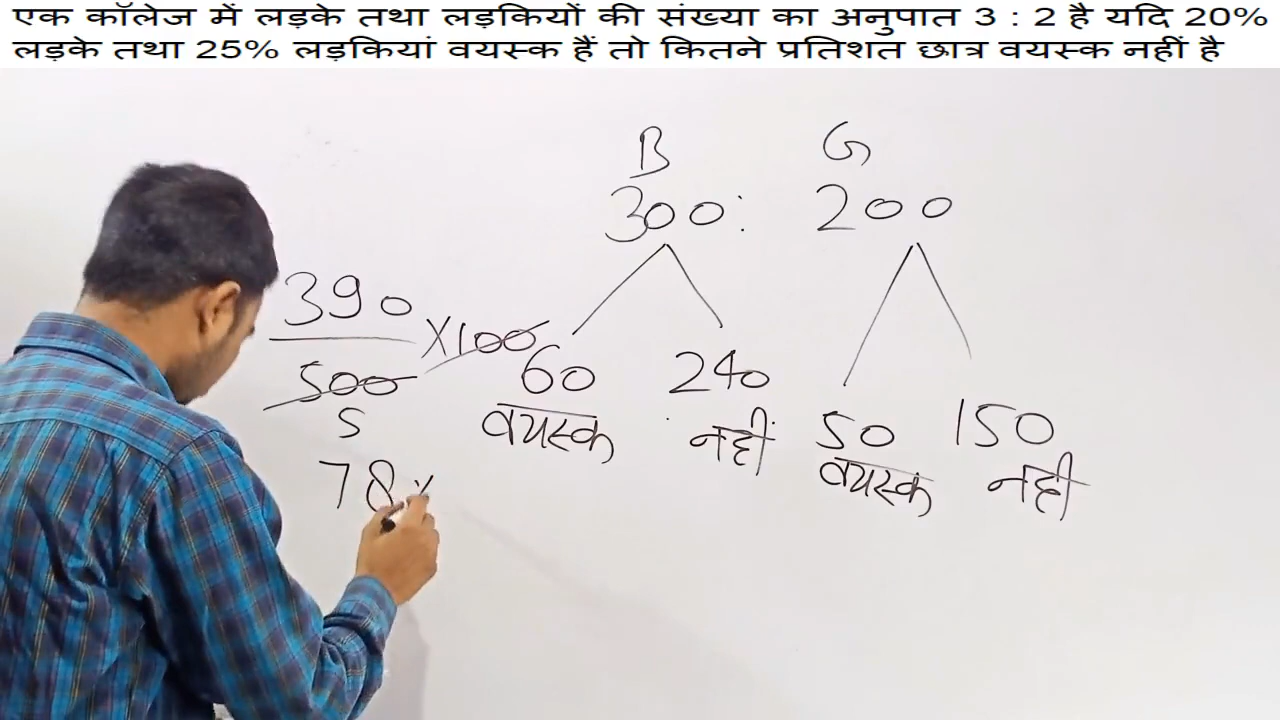 एक कॉलेज में लड़के तथा लड़कियों की संख्या का अनुपात 3 : 2 है यदि 20%
लड़के तथा 25% लड़कियां वयस्क हैं तो कितने प्रतिशत छात्र वयस्क नहीं है
B G
300 : 200
390
500 ×100
5
78%
60 240
वयस्क नहीं
50 150
वयस्क नही